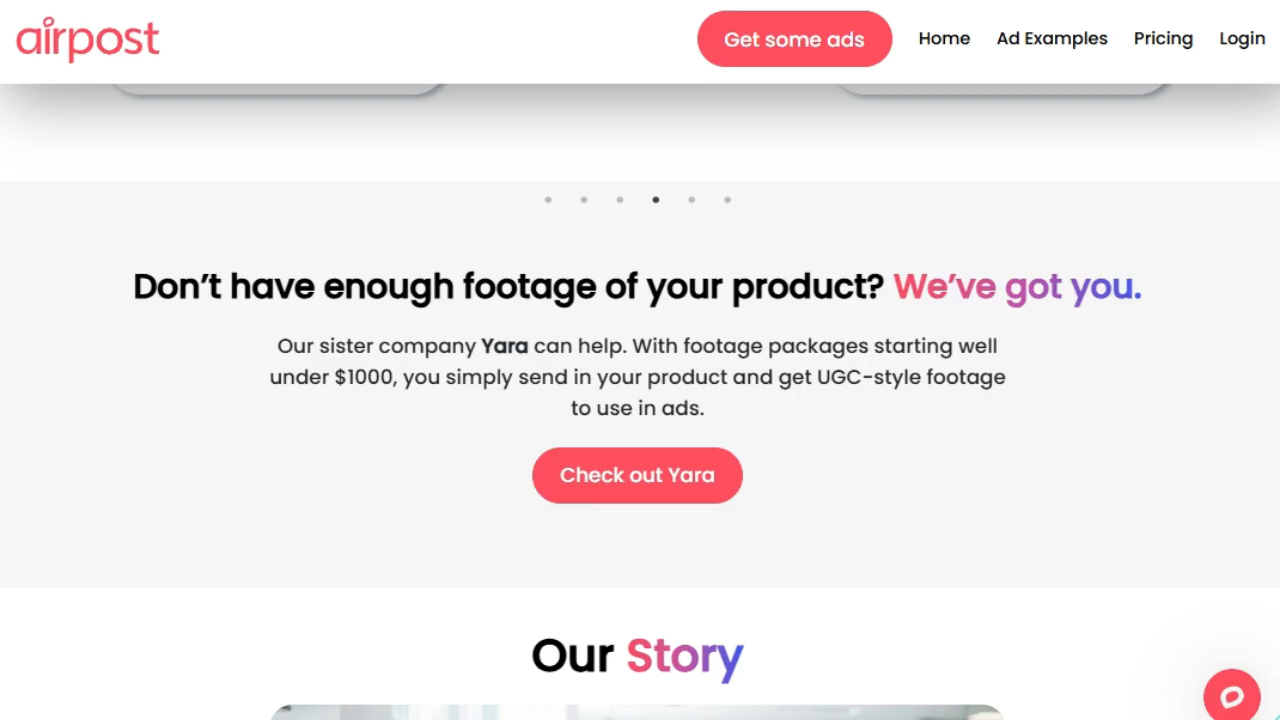 airpost
Get some ads
Home
Ad Examples
Pricing
Login
Don’t have enough footage of your product? We’ve got you.
Our sister company Yara can help. With footage packages starting well
under $1000, you simply send in your product and get UGC-style footage
to use in ads.
Check out Yara
Our Story